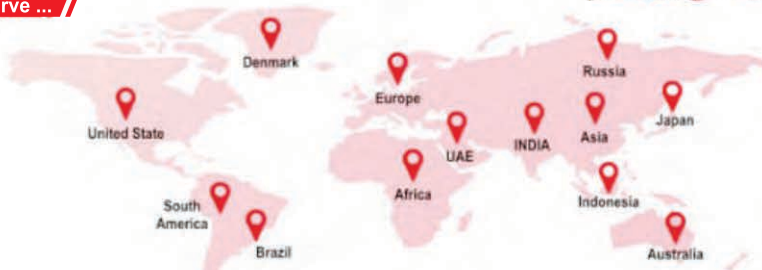 rve ...
Denmark
Russia
Europe
United State
Japan
Asia
INDIA
UAE
Africa
Indonesia
South
America
Brazil
Australia